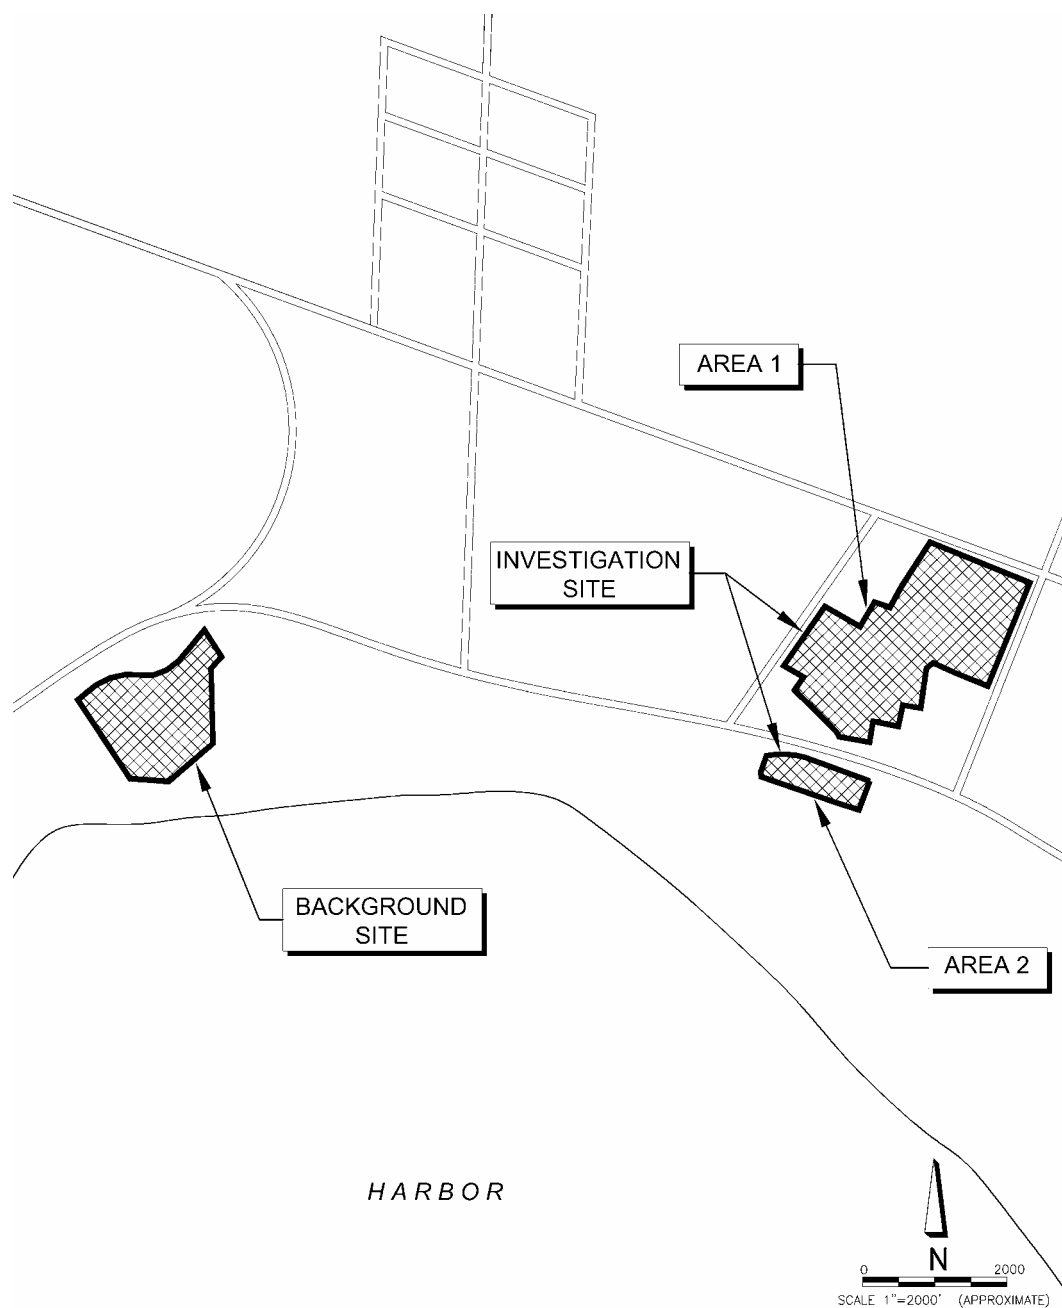 AREA 1
INVESTIGATION
SITE
BACKGROUND
SITE
AREA 2
HARBOR
N
0 2000
SCALE 1"=2000' (APPROXIMATE)